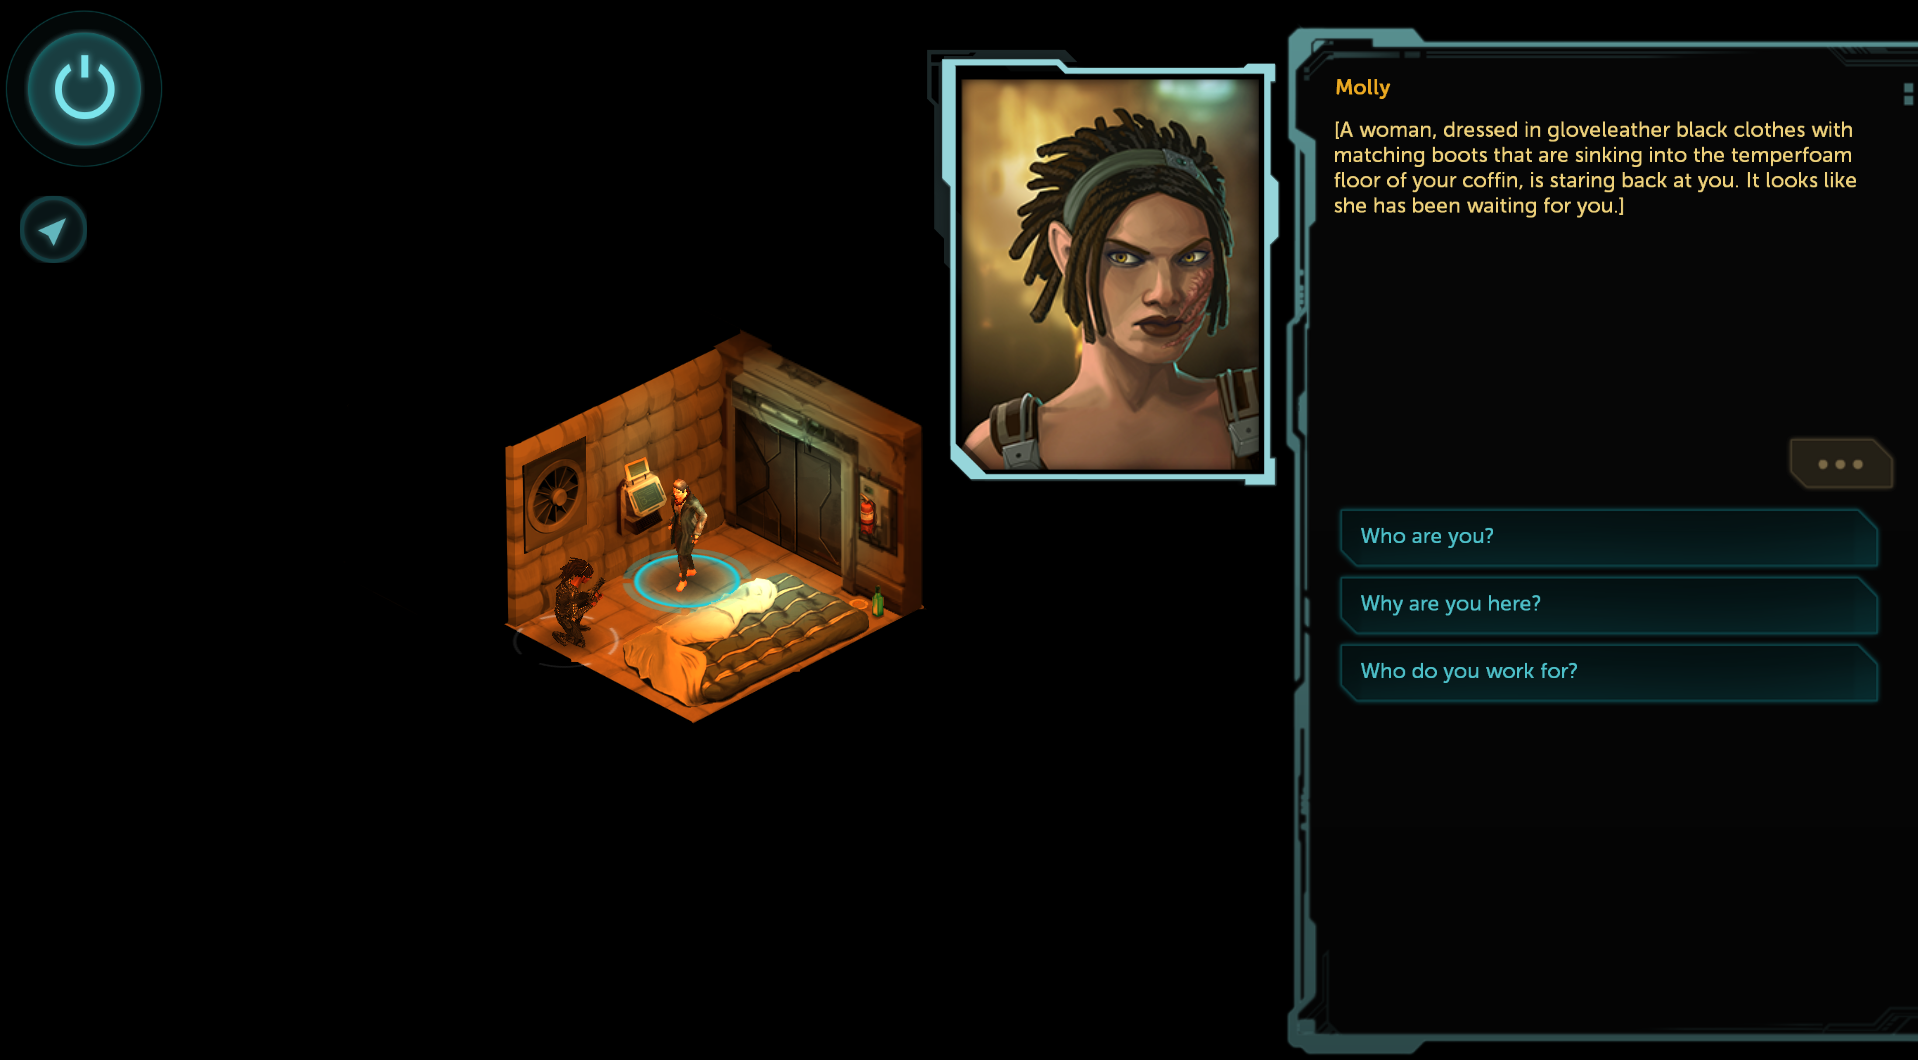 Molly
[A woman, dressed in gloveleather black clothes with
matching boots that are sinking into the temperfoam
floor of your coffin, is staring back at you. It looks like
she has been waiting for you.]
Who are you?
Why are you here?
Who do you work for?